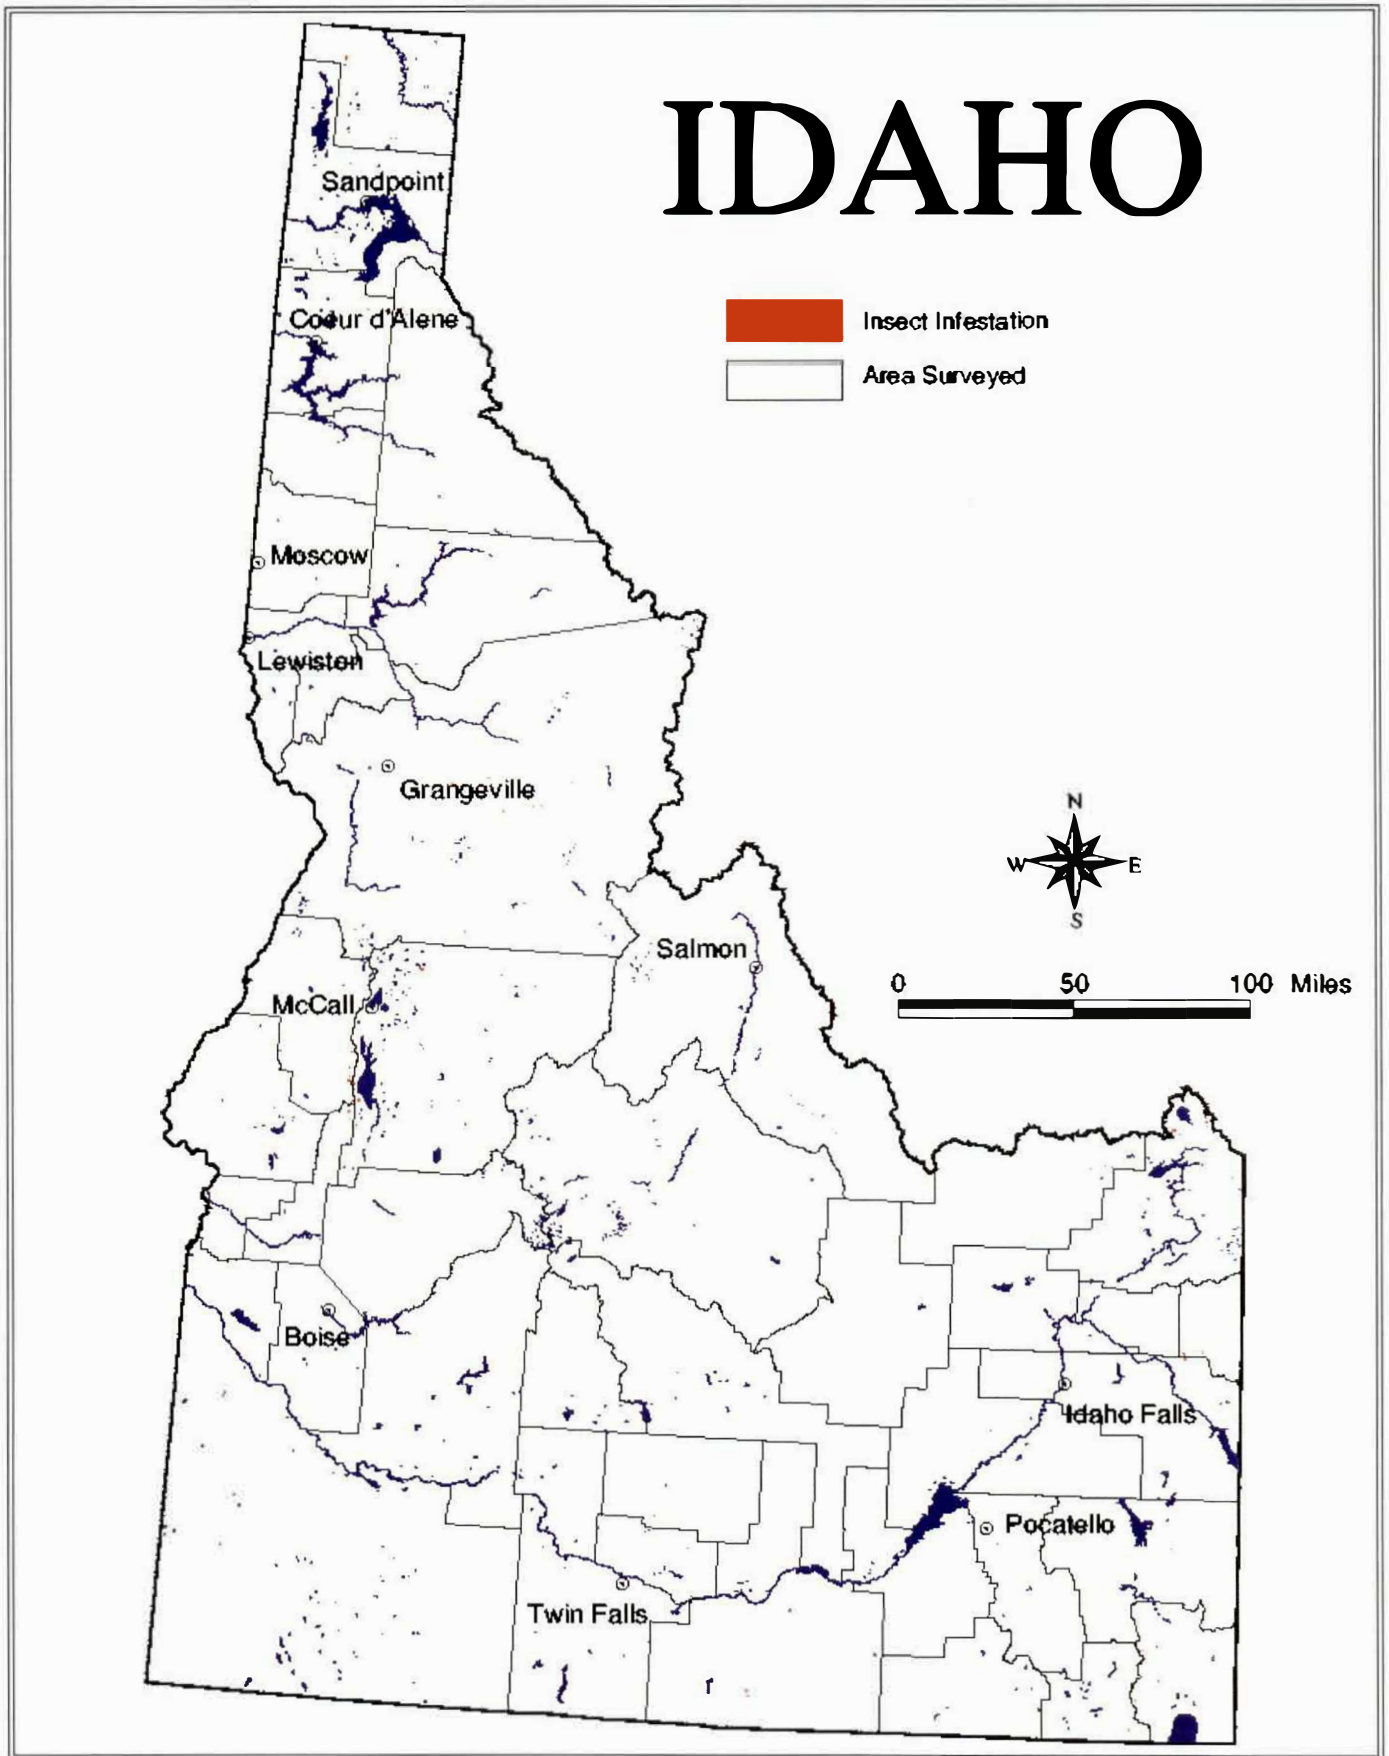 IDAHO
Sandpoint
Insect Infestation
Coeur d'Alene
Area Surveyed
Moscow
Lewiston
Grangeville
N
W E
S
Salmon
0 50 100 Miles
McCall
Boise
Idaho Falls
Pocatello
Twin Falls